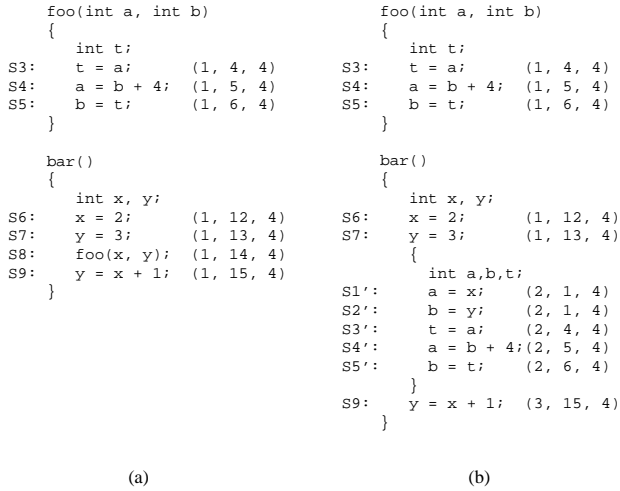 foo(int a, int b)
{
int t;
S3: t = a; (1, 4, 4)
S4: a = b + 4; (1, 5, 4)
S5: b = t; (1, 6, 4)
}
bar()
{
int x, y;
S6: x = 2; (1, 12, 4)
S7: y = 3; (1, 13, 4)
S8: foo(x, y); (1, 14, 4)
S9: y = x + 1; (1, 15, 4)
}
(a)
foo(int a, int b)
{
int t;
S3: t = a; (1, 4, 4)
S4: a = b + 4; (1, 5, 4)
S5: b = t; (1, 6, 4)
}
bar()
{
int x, y;
S6: x = 2; (1, 12, 4)
S7: y = 3; (1, 13, 4)
{
int a,b,t;
S1': a = x; (2, 1, 4)
S2': b = y; (2, 1, 4)
S3': t = a; (2, 4, 4)
S4': a = b + 4;(2, 5, 4)
S5': b = t; (2, 6, 4)
}
S9: y = x + 1; (3, 15, 4)
}
(b)